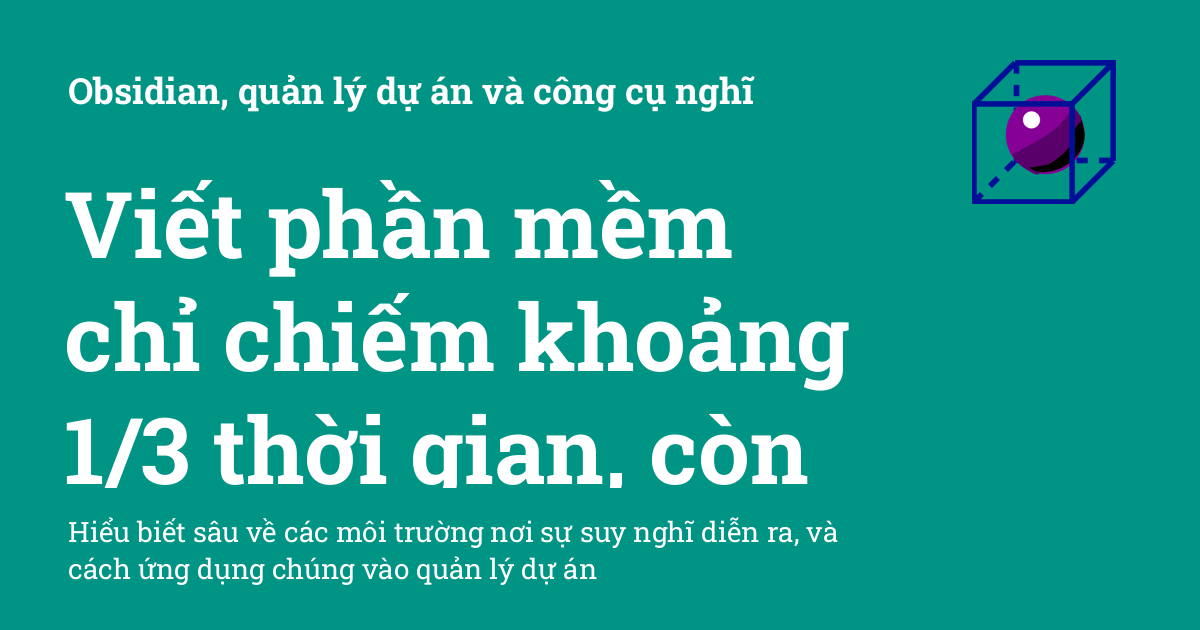 Obsidian, quản lý dự án và công cụ nghĩ
Viết phần mềm
chỉ chiếm khoảng
1/3 thời gian, còn
Hiểu biết sâu về các môi trường nơi sự suy nghĩ diễn ra, và
cách ứng dụng chúng vào quản lý dự án